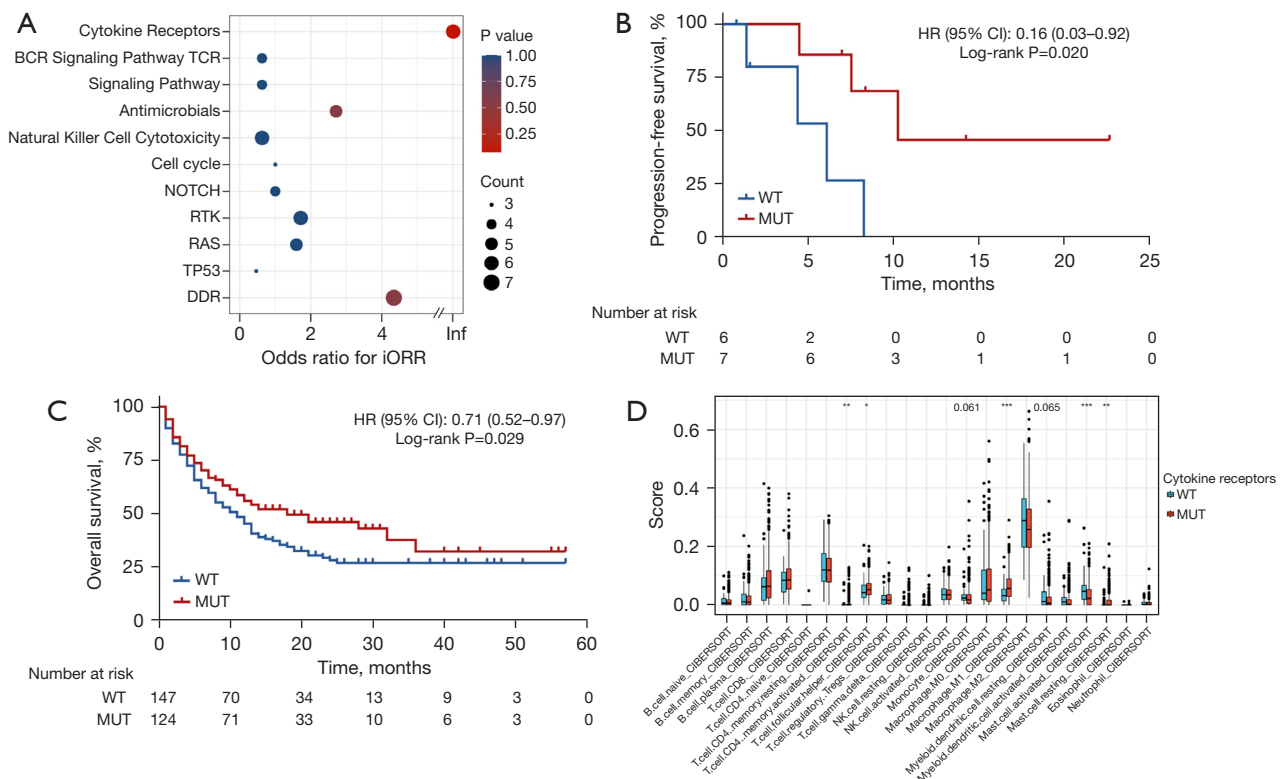 A
Cytokine Receptors
BCR Signaling Pathway TCR
Signaling Pathway
Antimicrobials
Natural Killer Cell Cytotoxicity
Cell cycle
NOTCH
RTK
RAS
TP53
DDR
0 2 4 Inf
Odds ratio for iORR
P value
1.00
0.75
0.50
0.25
Count
3
4
5
6
7
B
Progression-free survival, %
100
75
50
25
0
HR (95% CI): 0.16 (0.03–0.92)
Log-rank P=0.020
WT
MUT
0 5 10 15 20 25
Time, months
Number at risk
WT 6 2 0 0 0 0
MUT 7 6 3 1 1 0
C
Overall survival, %
100
75
50
25
0
HR (95% CI): 0.71 (0.52–0.97)
Log-rank P=0.029
WT
MUT
0 10 20 30 40 50 60
Time, months
Number at risk
WT 147 70 34 13 9 3 0
MUT 124 71 33 10 6 3 0
D
Score
0.6
0.4
0.2
0.0
** * 0.061 *** 0.065 *** **
Cytokine receptors
WT
MUT
B.cell.naive_CIBERSORT
B.cell.memory_CIBERSORT
B.cell.plasma_CIBERSORT
T.cell.CD8._CIBERSORT
T.cell.CD4..naive_CIBERSORT
T.cell.CD4..memory.resting_CIBERSORT
T.cell.CD4..memory.activated_CIBERSORT
T.cell.follicular.helper_CIBERSORT
T.cell.regulatory..Tregs._CIBERSORT
T.cell.gamma.delta_CIBERSORT
NK.cell.resting_CIBERSORT
NK.cell.activated_CIBERSORT
Monocyte_CIBERSORT
Macrophage.M0_CIBERSORT
Macrophage.M1_CIBERSORT
Macrophage.M2_CIBERSORT
Myeloid.dendritic.cell.resting_CIBERSORT
Myeloid.dendritic.cell.activated_CIBERSORT
Mast.cell.activated_CIBERSORT
Mast.cell.resting_CIBERSORT
Eosinophil_CIBERSORT
Neutrophil_CIBERSORT